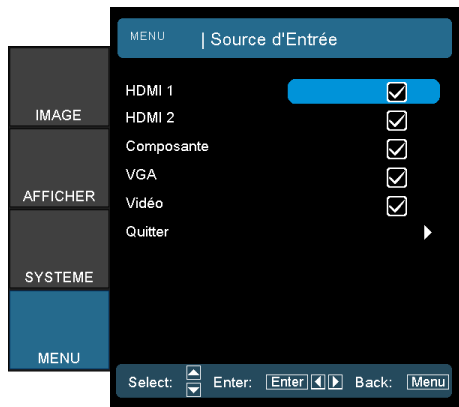 MENU | Source d'Entrée
HDMI 1
HDMI 2
Composante
VGA
Vidéo
Quitter
IMAGE
AFFICHER
SYSTEME
MENU
Select: Enter: Enter Back: Menu